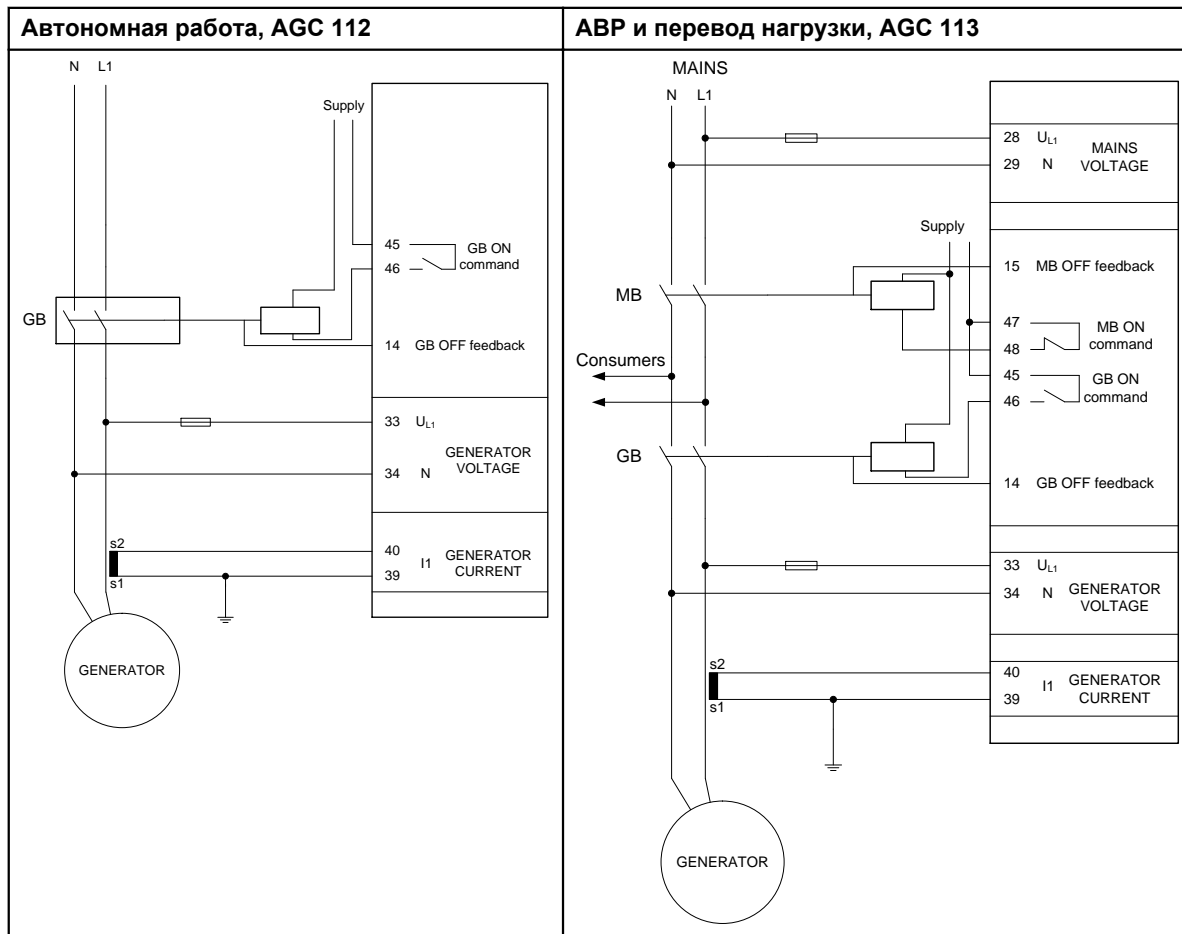 Автономная работа, AGC 112
N L1
Supply
45
GB ON
46
command
GB
14 GB OFF feedback
33 UL1
GENERATOR
VOLTAGE
34 N
s2
40
I1 GENERATOR
CURRENT
39
s1
GENERATOR
АВР и перевод нагрузки, AGC 113
MAINS
N L1
28 UL1
MAINS
VOLTAGE
29 N
Supply
15 MB OFF feedback
MB
47
MB ON
command
48
Consumers
45
GB ON
command
46
GB
14 GB OFF feedback
33 UL1
34 N GENERATOR
VOLTAGE
s2
40
I1 GENERATOR
CURRENT
39
s1
GENERATOR